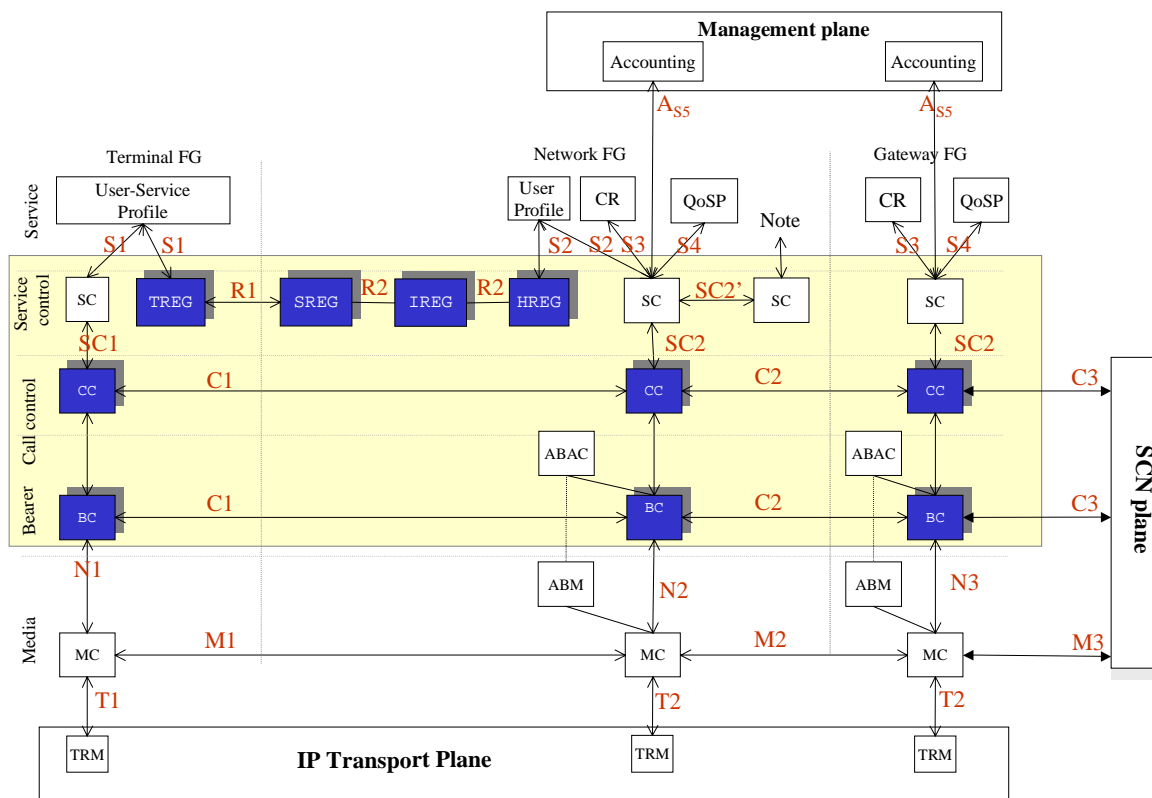 Management plane
Accounting
Accounting
AS5
AS5
Terminal FG
Network FG
Gateway FG
Service
User-Service
Profile
User
Profile
CR
QoSP
Note
CR
QoSP
S1
S1
S2
S2
S3
S4
S3
S4
Service
control
SC
TREG
R1
SREG
R2
IREG
R2
HREG
SC
SC2’
SC
SC
SC1
SC2
SC2
Call control
CC
C1
CC
C2
CC
C3
ABAC
ABAC
Bearer
BC
C1
BC
C2
BC
C3
SCN plane
N1
ABM
N2
ABM
N3
Media
MC
M1
MC
M2
MC
M3
T1
T2
T2
TRM
IP Transport Plane
TRM
TRM